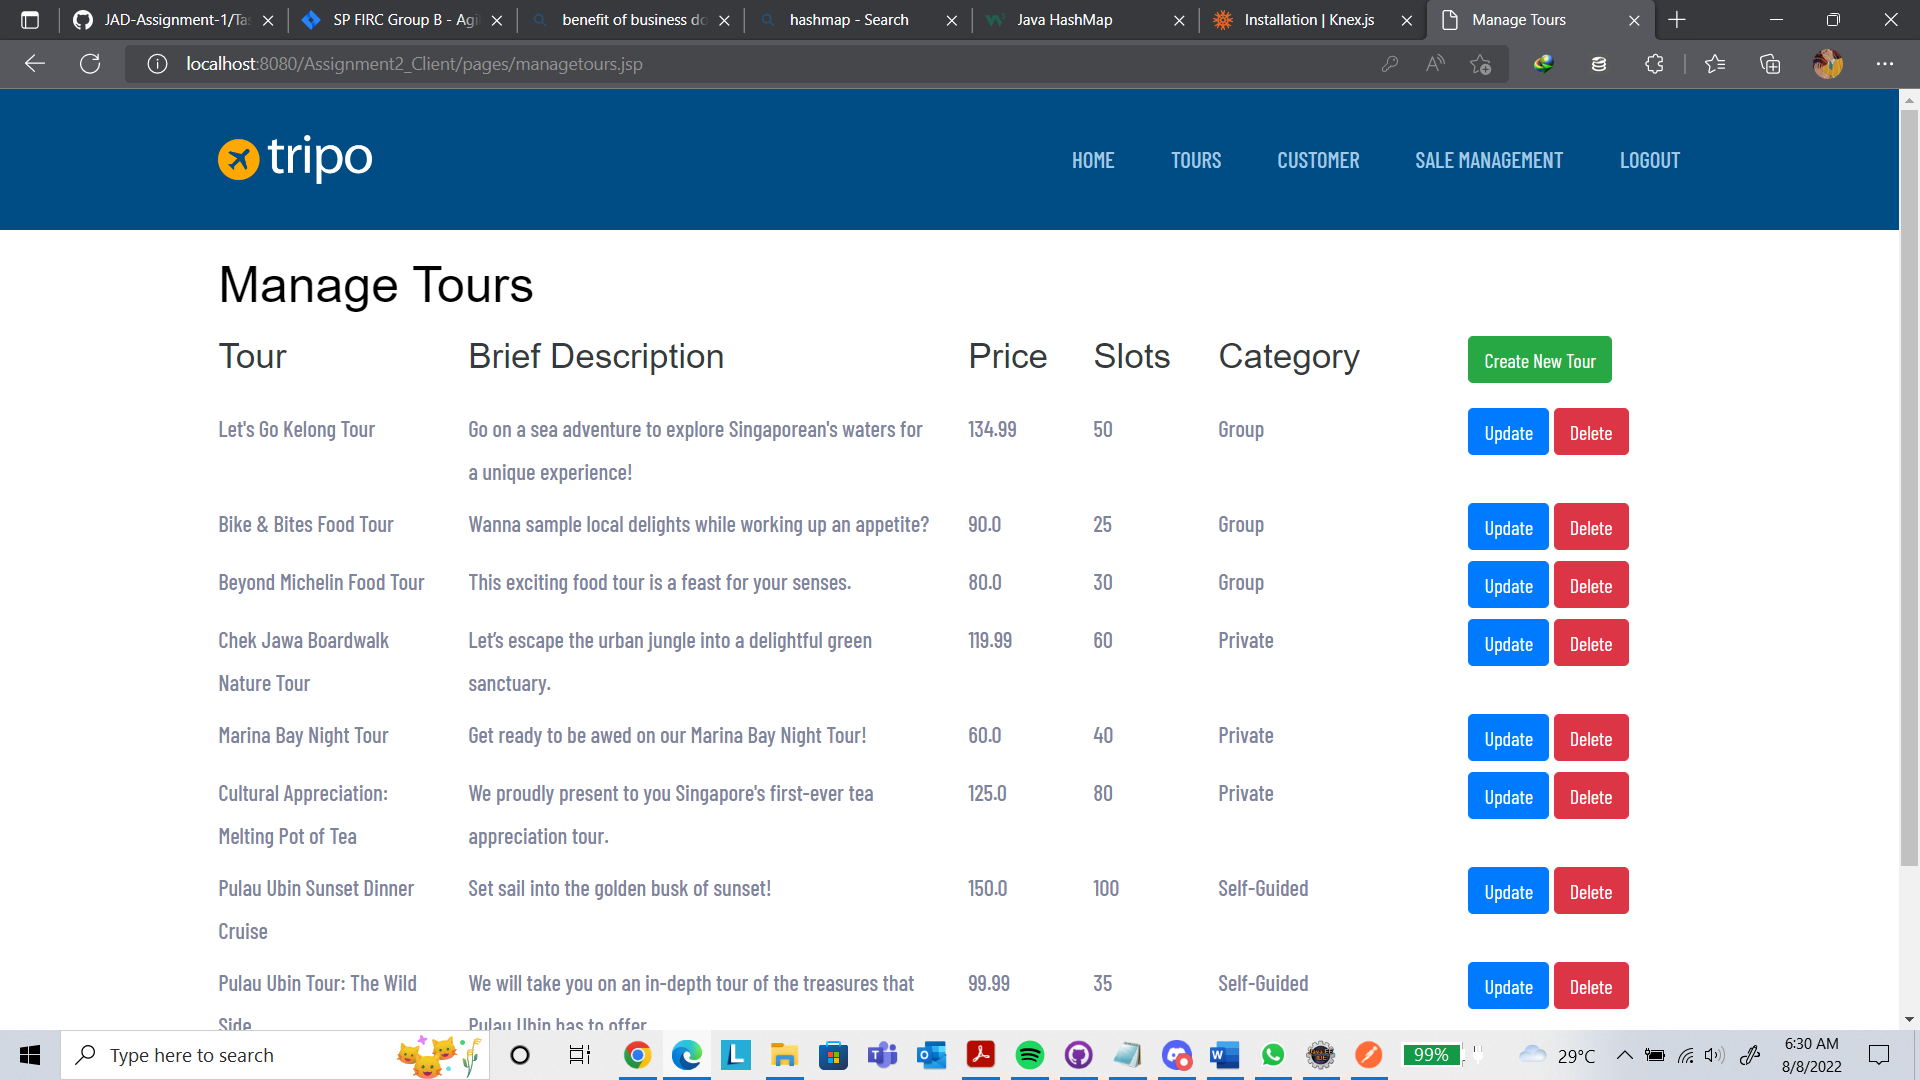 JAD-Assignment-1/Tas
SP FIRC Group B - Agil
benefit of business do
hashmap - Search
Java HashMap
Installation | Knex.js
Manage Tours
localhost:8080/Assignment2_Client/pages/managetours.jsp
tripo
HOME TOURS CUSTOMER SALE MANAGEMENT LOGOUT
Manage Tours
Tour Brief Description Price Slots Category Create New Tour
Let's Go Kelong Tour Go on a sea adventure to explore Singaporean's waters for 134.99 50 Group Update Delete
a unique experience!
Bike & Bites Food Tour Wanna sample local delights while working up an appetite? 90.0 25 Group Update Delete
Beyond Michelin Food Tour This exciting food tour is a feast for your senses. 80.0 30 Group Update Delete
Chek Jawa Boardwalk Let’s escape the urban jungle into a delightful green 119.99 60 Private Update Delete
Nature Tour sanctuary.
Marina Bay Night Tour Get ready to be awed on our Marina Bay Night Tour! 60.0 40 Private Update Delete
Cultural Appreciation: We proudly present to you Singapore's first-ever tea 125.0 80 Private Update Delete
Melting Pot of Tea appreciation tour.
Pulau Ubin Sunset Dinner Set sail into the golden busk of sunset! 150.0 100 Self-Guided Update Delete
Cruise
Pulau Ubin Tour: The Wild We will take you on an in-depth tour of the treasures that 99.99 35 Self-Guided Update Delete
Side Pulau Ubin has to offer
Type here to search
99%
29°C
6:30 AM
8/8/2022